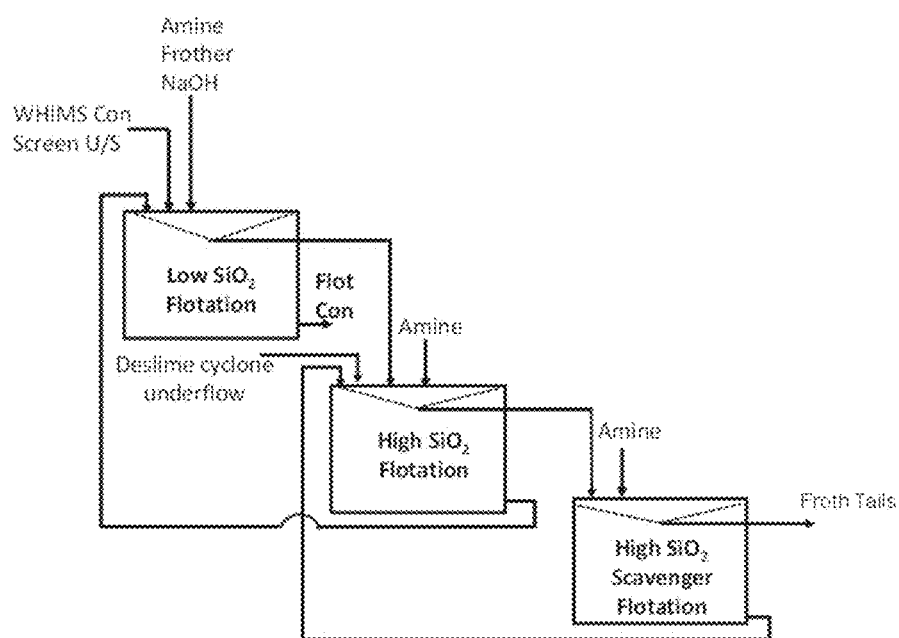 Amine
Frother
NaOH
WHIMS Con
Screen U/S
Low SiO₂
Flotation
Flot
Con
Amine
Deslime cyclone
underflow
High SiO₂
Flotation
Amine
Froth Tails
High SiO₂
Scavenger
Flotation